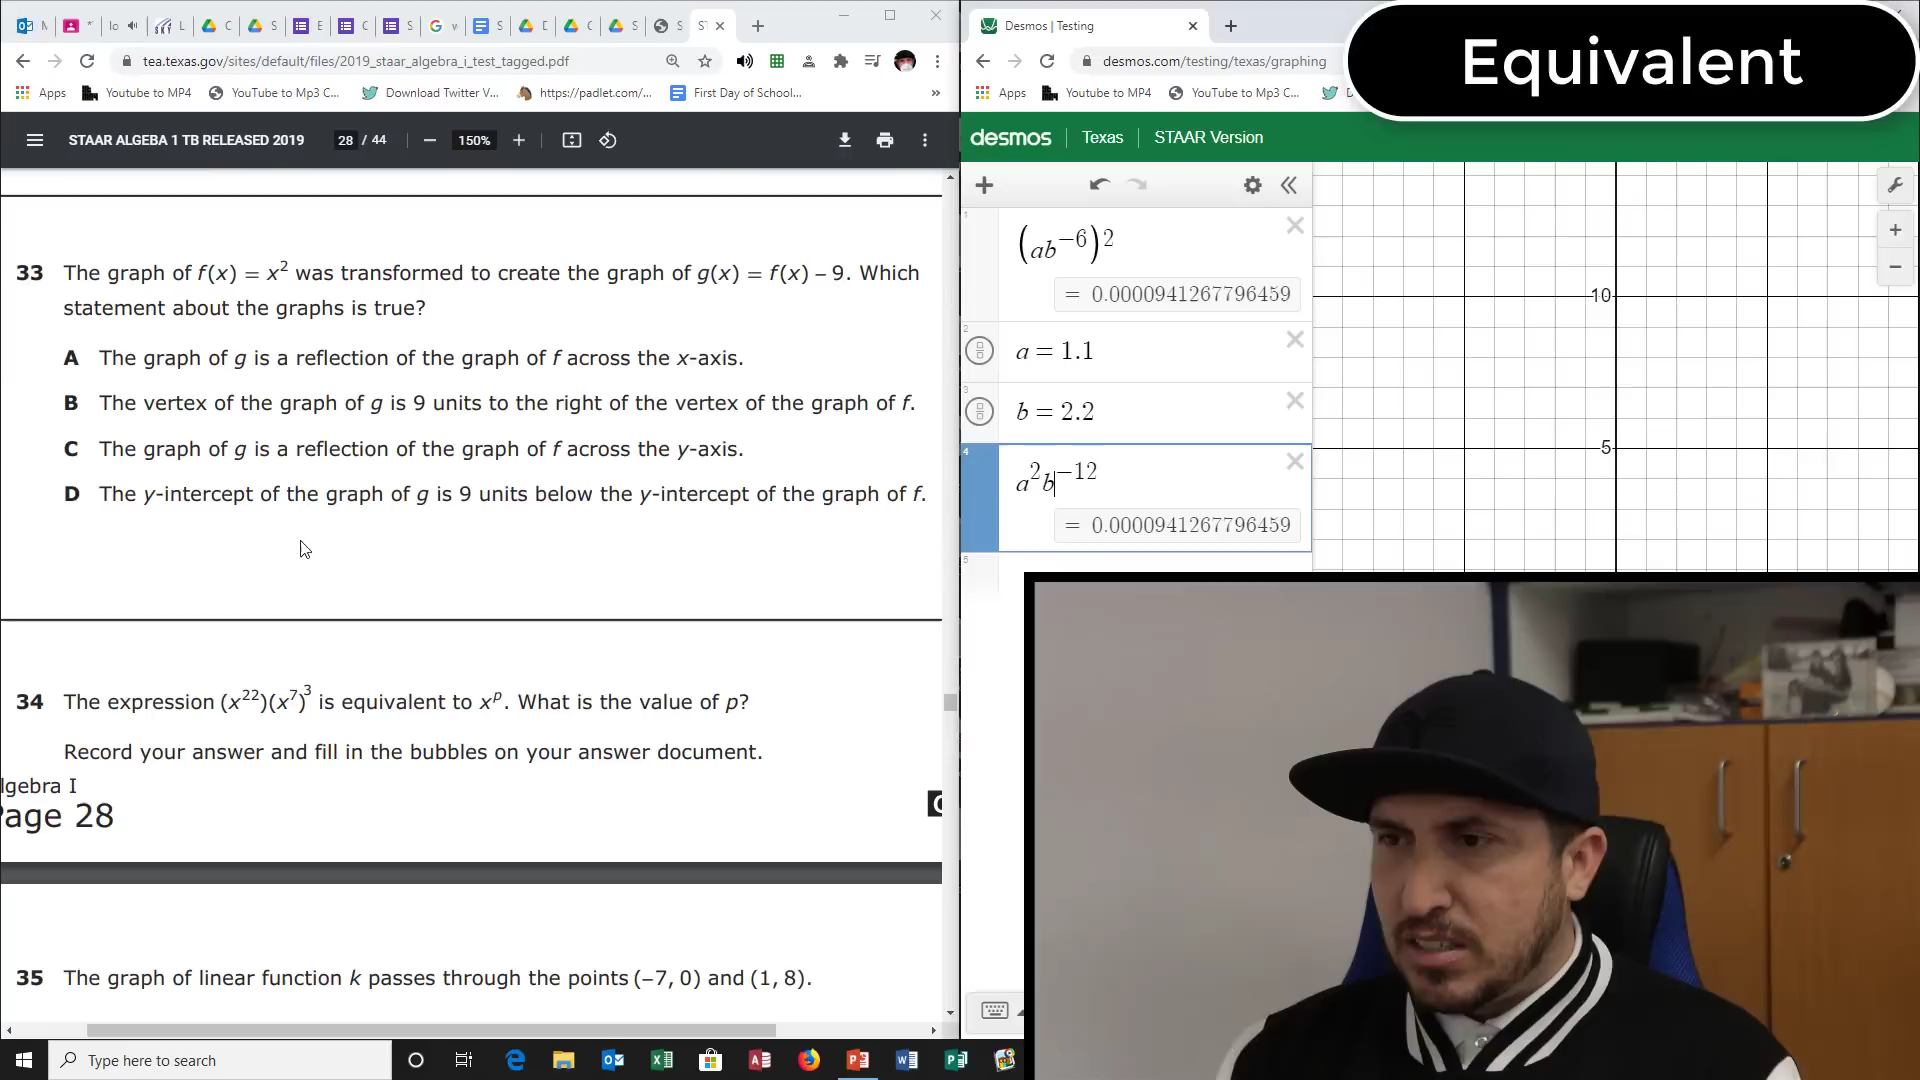 Equivalent
Desmos | Testing
tea.texas.gov/sites/default/files/2019_staar_algebra_i_test_tagged.pdf
desmos.com/testing/texas/graphing
Apps Youtube to MP4 YouTube to Mp3 C... Download Twitter V... https://padlet.com/... First Day of School... »
Apps Youtube to MP4 YouTube to Mp3 C...
STAAR ALGEBA 1 TB RELEASED 2019 28 / 44 − 150% +
desmos Texas STAAR Version
33 The graph of f(x) = x² was transformed to create the graph of g(x) = f(x) – 9. Which
statement about the graphs is true?
A The graph of g is a reflection of the graph of f across the x-axis.
B The vertex of the graph of g is 9 units to the right of the vertex of the graph of f.
C The graph of g is a reflection of the graph of f across the y-axis.
D The y-intercept of the graph of g is 9 units below the y-intercept of the graph of f.
34 The expression (x²²)(x⁷)³ is equivalent to xᵖ. What is the value of p?
Record your answer and fill in the bubbles on your answer document.
lgebra I
Page 28
35 The graph of linear function k passes through the points (−7, 0) and (1, 8).
1
(ab⁻⁶)²
= 0.0000941267796459
2
a = 1.1
3
b = 2.2
4
a²b⁻¹²
= 0.0000941267796459
5
10
5
Type here to search